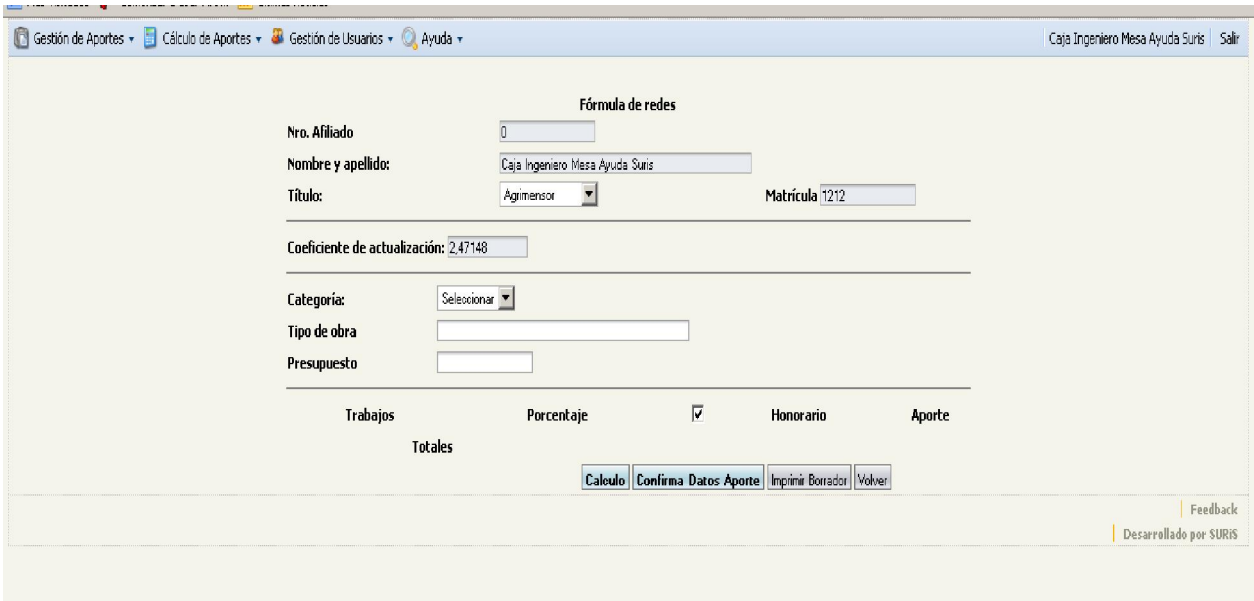 Gestión de Aportes Cálculo de Aportes Gestión de Usuarios Ayuda Caja Ingeniero Mesa Ayuda Suris Salir
Fórmula de redes
Nro. Afiliado 0
Nombre y apellido: Caja Ingeniero Mesa Ayuda Suris
Título: Agrimensor Matrícula 1212
Coeficiente de actualización: 2,47148
Categoría: Seleccionar
Tipo de obra
Presupuesto
Trabajos Porcentaje Honorario Aporte
Totales
Calculo Confirma Datos Aporte Imprimir Borrador Volver
Feedback
Desarrollado por SURiS